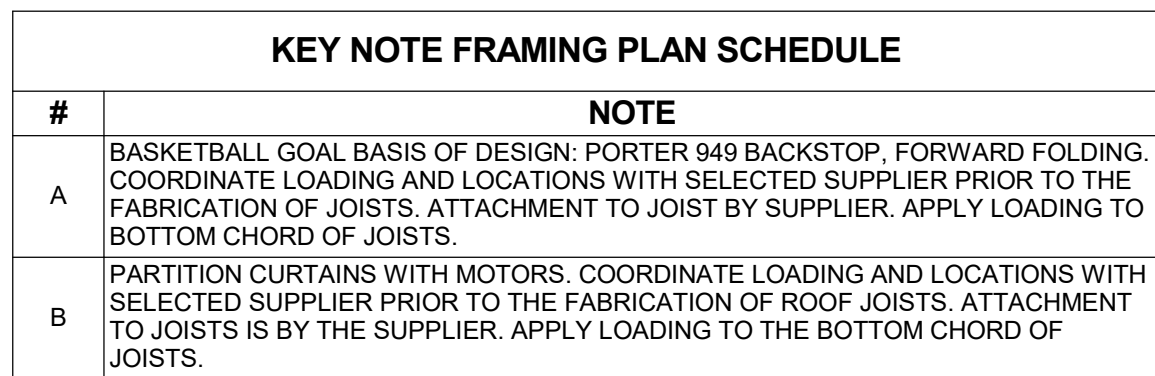 KEY NOTE FRAMING PLAN SCHEDULE
# NOTE
A
BASKETBALL GOAL BASIS OF DESIGN: PORTER 949 BACKSTOP, FORWARD FOLDING.
COORDINATE LOADING AND LOCATIONS WITH SELECTED SUPPLIER PRIOR TO THE
FABRICATION OF JOISTS. ATTACHMENT TO JOIST BY SUPPLIER. APPLY LOADING TO
BOTTOM CHORD OF JOISTS.
B
PARTITION CURTAINS WITH MOTORS. COORDINATE LOADING AND LOCATIONS WITH
SELECTED SUPPLIER PRIOR TO THE FABRICATION OF ROOF JOISTS. ATTACHMENT
TO JOISTS IS BY THE SUPPLIER. APPLY LOADING TO THE BOTTOM CHORD OF
JOISTS.